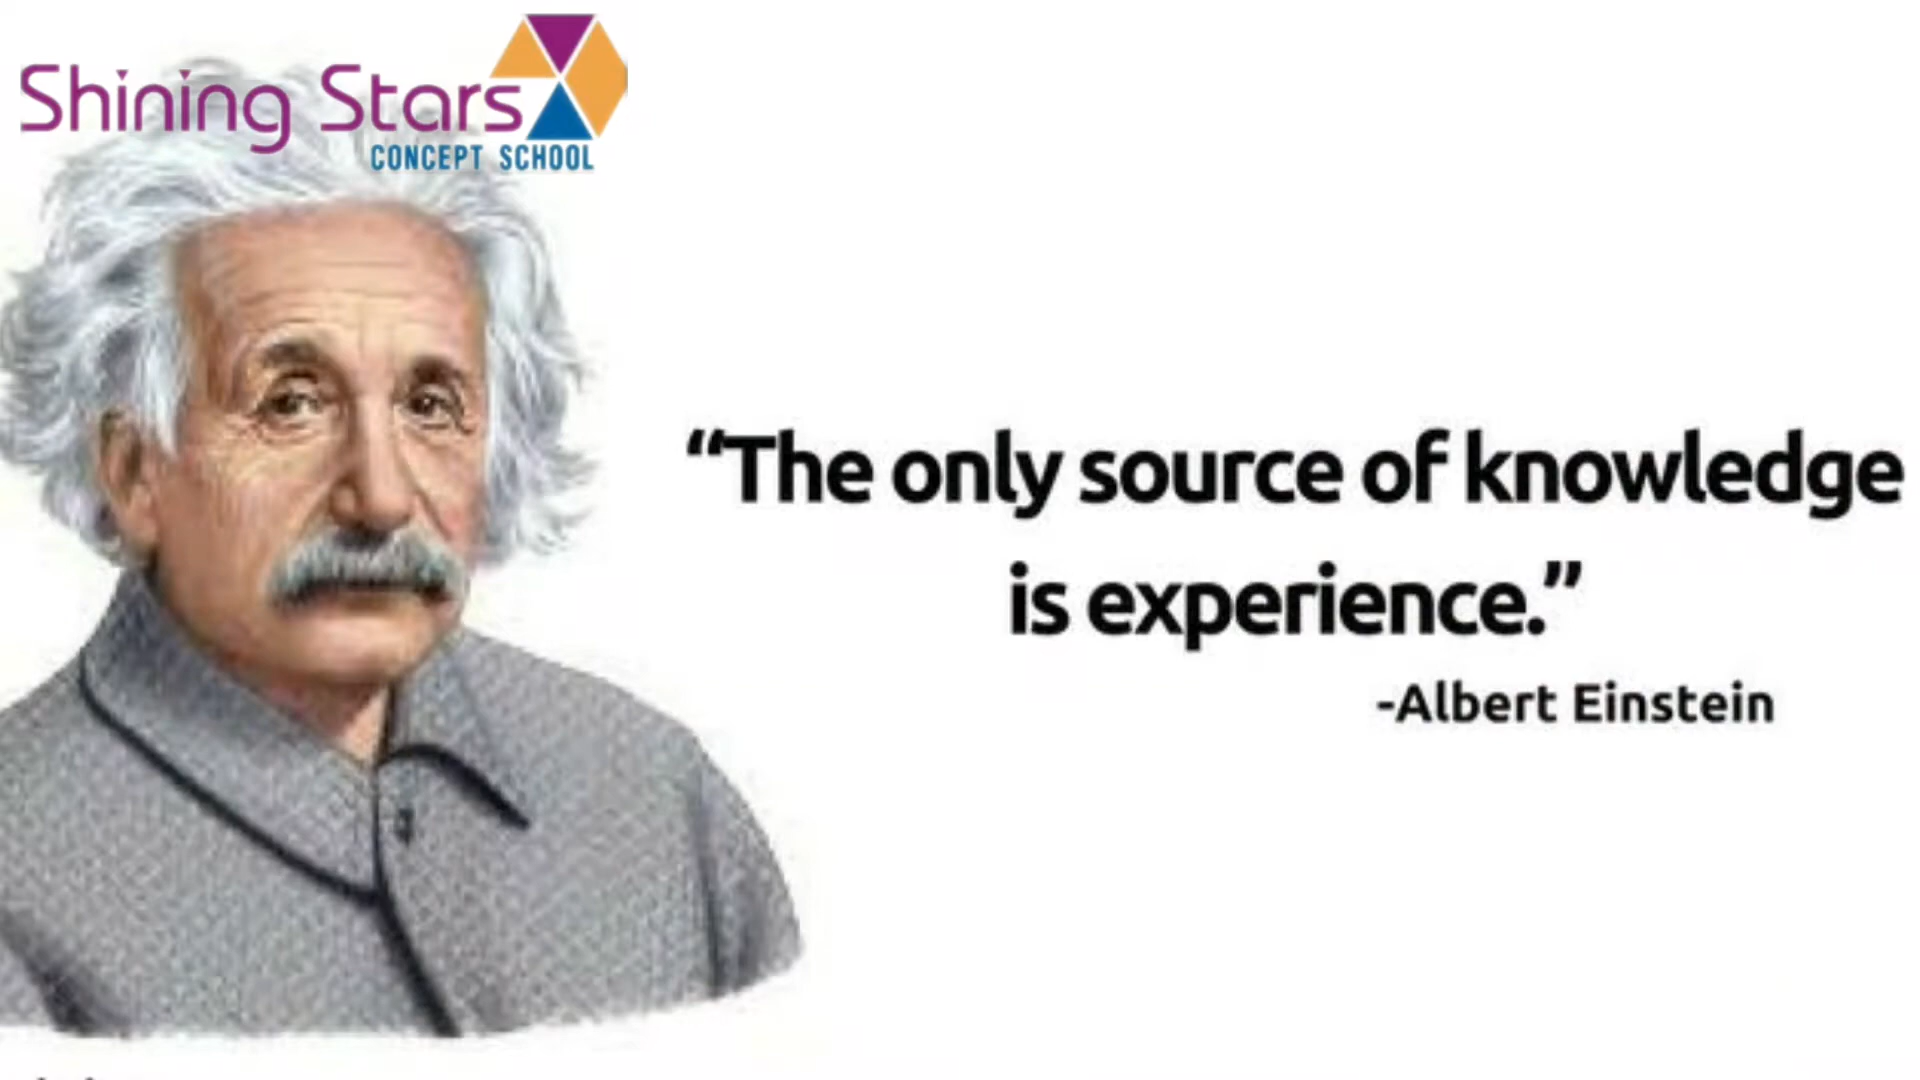 Shining Stars
CONCEPT SCHOOL
“The only source of knowledge
is experience.”
-Albert Einstein